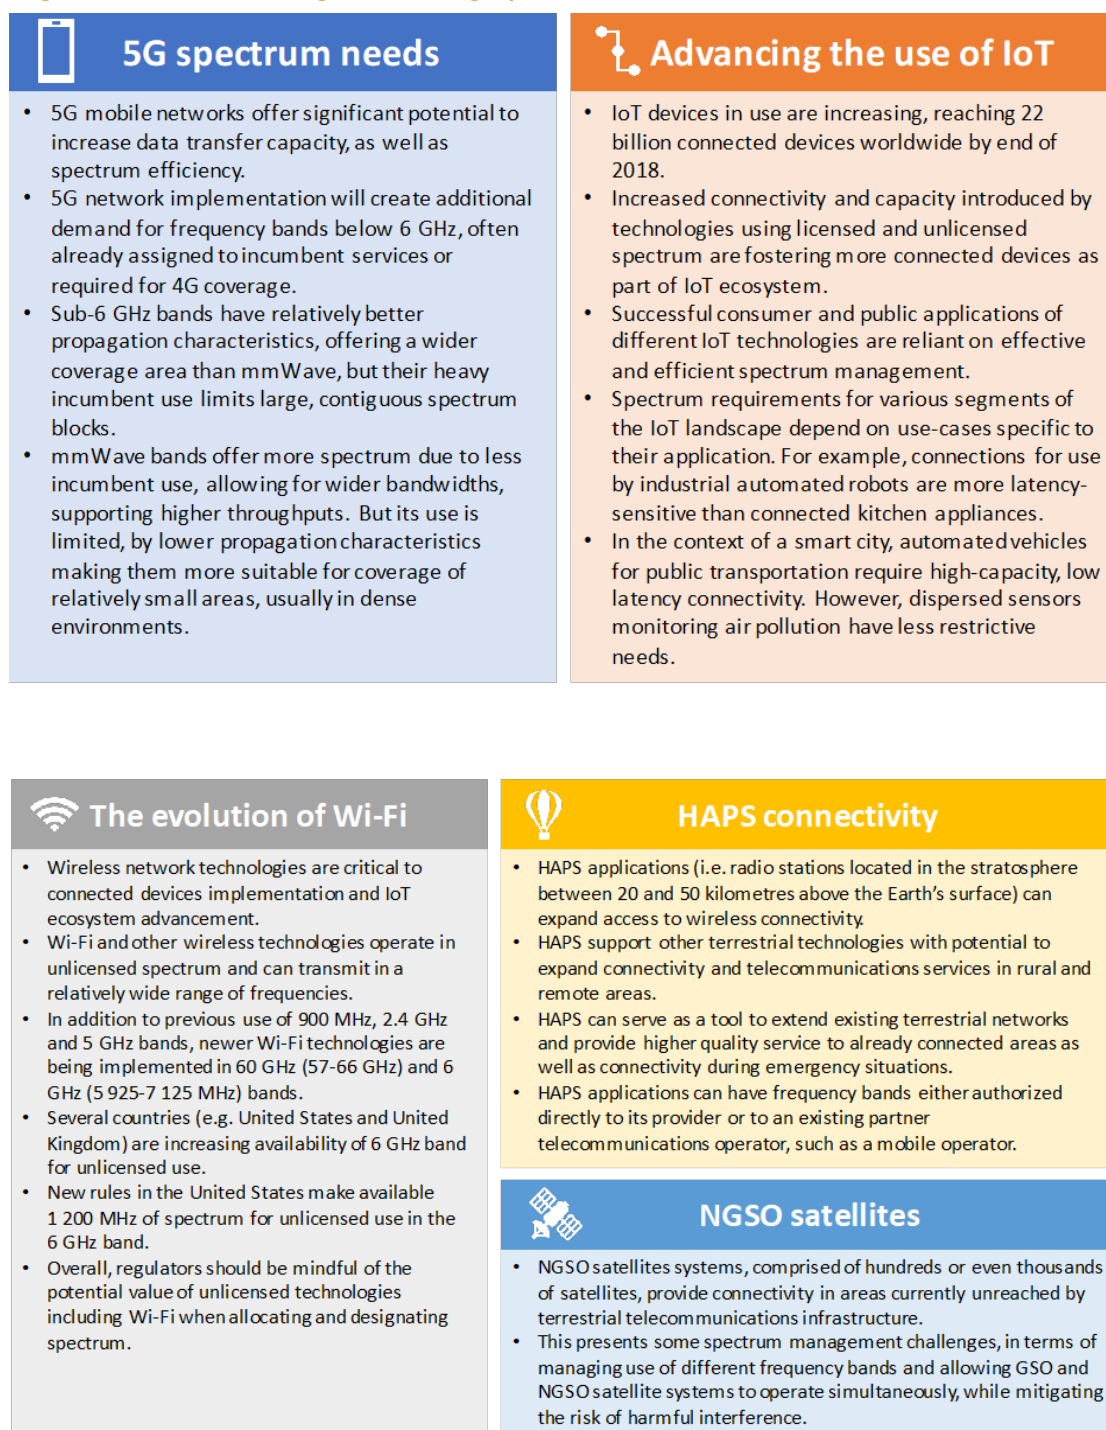 5G spectrum needs
• 5G mobile networks offer significant potential to
increase data transfer capacity, as well as
spectrum efficiency.
• 5G network implementation will create additional
demand for frequency bands below 6 GHz, often
already assigned to incumbent services or
required for 4G coverage.
• Sub-6 GHz bands have relatively better
propagation characteristics, offering a wider
coverage area than mmWave, but their heavy
incumbent use limits large, contiguous spectrum
blocks.
• mmWave bands offer more spectrum due to less
incumbent use, allowing for wider bandwidths,
supporting higher throughputs. But its use is
limited, by lower propagation characteristics
making them more suitable for coverage of
relatively small areas, usually in dense
environments.
Advancing the use of IoT
• IoT devices in use are increasing, reaching 22
billion connected devices worldwide by end of
2018.
• Increased connectivity and capacity introduced by
technologies using licensed and unlicensed
spectrum are fostering more connected devices as
part of IoT ecosystem.
• Successful consumer and public applications of
different IoT technologies are reliant on effective
and efficient spectrum management.
• Spectrum requirements for various segments of
the IoT landscape depend on use-cases specific to
their application. For example, connections for use
by industrial automated robots are more latency-
sensitive than connected kitchen appliances.
• In the context of a smart city, automated vehicles
for public transportation require high-capacity, low
latency connectivity. However, dispersed sensors
monitoring air pollution have less restrictive
needs.
The evolution of Wi-Fi
• Wireless network technologies are critical to
connected devices implementation and IoT
ecosystem advancement.
• Wi-Fi and other wireless technologies operate in
unlicensed spectrum and can transmit in a
relatively wide range of frequencies.
• In addition to previous use of 900 MHz, 2.4 GHz
and 5 GHz bands, newer Wi-Fi technologies are
being implemented in 60 GHz (57-66 GHz) and 6
GHz (5 925-7 125 MHz) bands.
• Several countries (e.g. United States and United
Kingdom) are increasing availability of 6 GHz band
for unlicensed use.
• New rules in the United States make available
1 200 MHz of spectrum for unlicensed use in the
6 GHz band.
• Overall, regulators should be mindful of the
potential value of unlicensed technologies
including Wi-Fi when allocating and designating
spectrum.
HAPS connectivity
• HAPS applications (i.e. radio stations located in the stratosphere
between 20 and 50 kilometres above the Earth's surface) can
expand access to wireless connectivity.
• HAPS support other terrestrial technologies with potential to
expand connectivity and telecommunications services in rural and
remote areas.
• HAPS can serve as a tool to extend existing terrestrial networks
and provide higher quality service to already connected areas as
well as connectivity during emergency situations.
• HAPS applications can have frequency bands either authorized
directly to its provider or to an existing partner
telecommunications operator, such as a mobile operator.
NGSO satellites
• NGSO satellites systems, comprised of hundreds or even thousands
of satellites, provide connectivity in areas currently unreached by
terrestrial telecommunications infrastructure.
• This presents some spectrum management challenges, in terms of
managing use of different frequency bands and allowing GSO and
NGSO satellite systems to operate simultaneously, while mitigating
the risk of harmful interference.